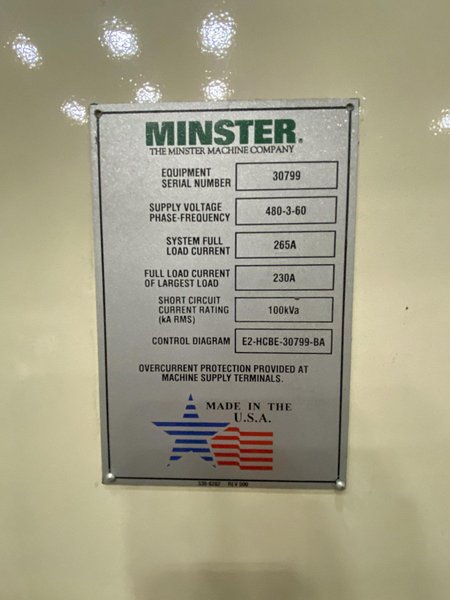 MINSTER®
THE MINSTER MACHINE COMPANY
EQUIPMENT
SERIAL NUMBER
30799
SUPPLY VOLTAGE
PHASE-FREQUENCY
480-3-60
SYSTEM FULL
LOAD CURRENT
265A
FULL LOAD CURRENT
OF LARGEST LOAD
230A
SHORT CIRCUIT
CURRENT RATING
(kA RMS)
100kVa
CONTROL DIAGRAM
E2-HCBE-30799-BA
OVERCURRENT PROTECTION PROVIDED AT
MACHINE SUPPLY TERMINALS.
MADE IN THE
U.S.A.
REV 000